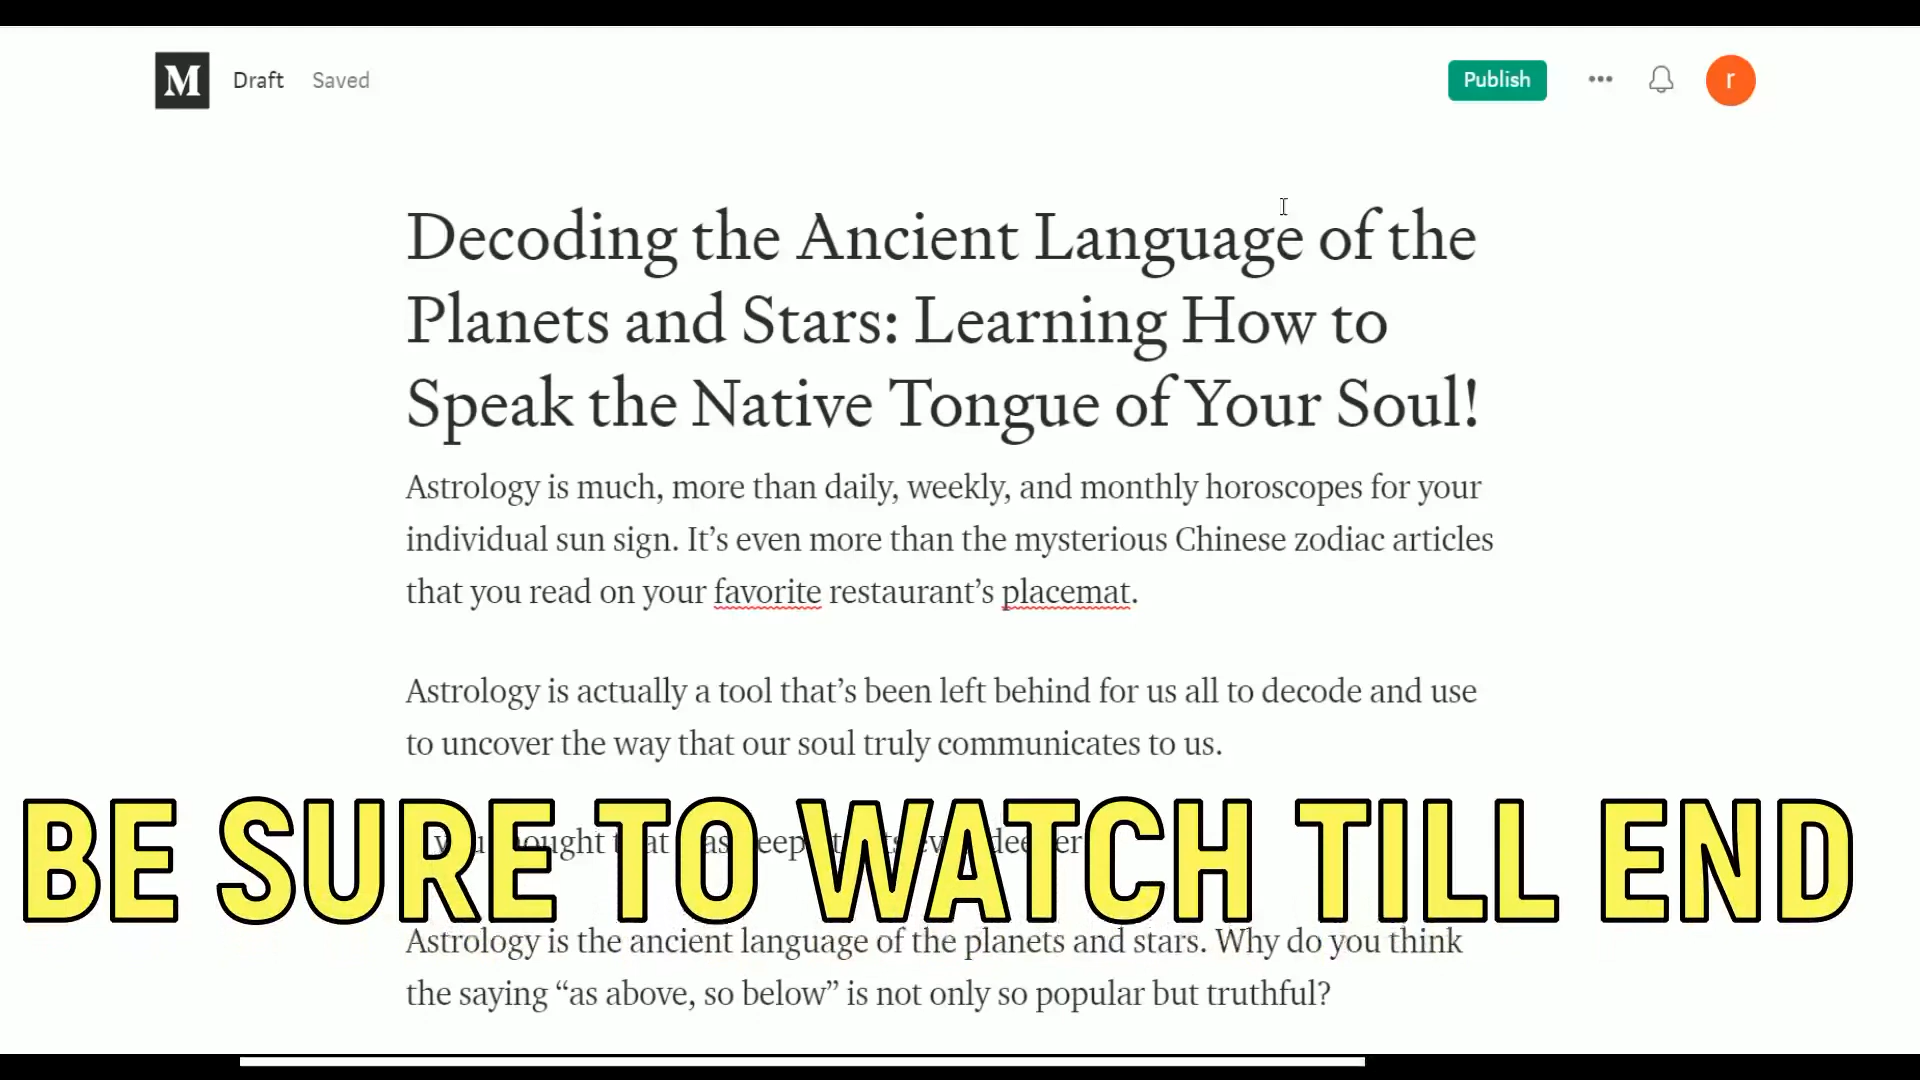 M Draft Saved Publish r
Decoding the Ancient Language of the
Planets and Stars: Learning How to
Speak the Native Tongue of Your Soul!
Astrology is much, more than daily, weekly, and monthly horoscopes for your
individual sun sign. It’s even more than the mysterious Chinese zodiac articles
that you read on your favorite restaurant’s placemat.
Astrology is actually a tool that’s been left behind for us all to decode and use
to uncover the way that our soul truly communicates to us.
BE SURE TO WATCH TILL END
Astrology is the ancient language of the planets and stars. Why do you think
the saying “as above, so below” is not only so popular but truthful?